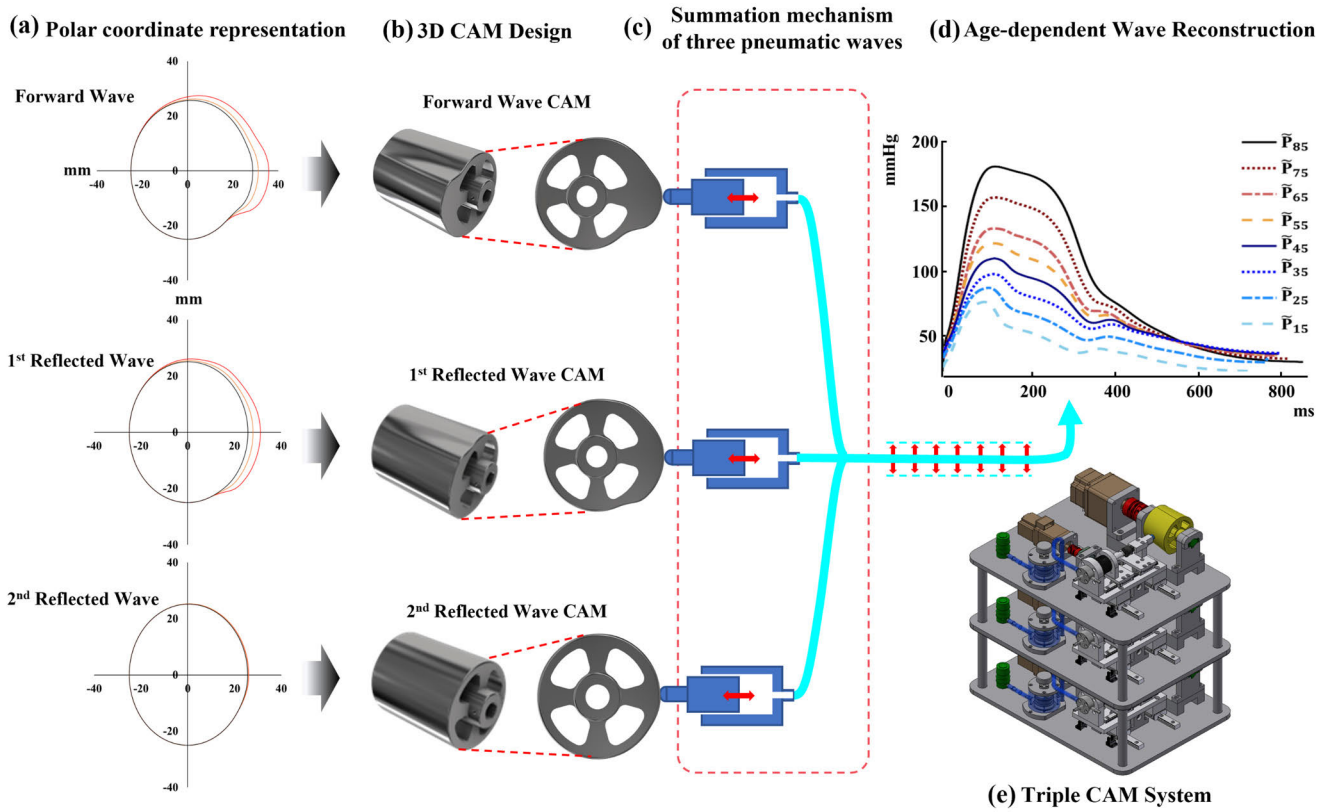 (a) Polar coordinate representation
40
Forward Wave
20
mm
-40
-20
0
0
20
40
-20
-40
mm
40
1st Reflected Wave
20
-40
-20
0
0
20
40
-20
-40
40
2nd Reflected Wave
20
-40
-20
0
0
20
40
-20
-40
(b) 3D CAM Design
Forward Wave CAM
1st Reflected Wave CAM
2nd Reflected Wave CAM
(c) Summation mechanism
of three pneumatic waves
(d) Age-dependent Wave Reconstruction
mmHg
200
150
100
50
0
200
400
600
800
ms
P̃85
P̃75
P̃65
P̃55
P̃45
P̃35
P̃25
P̃15
(e) Triple CAM System